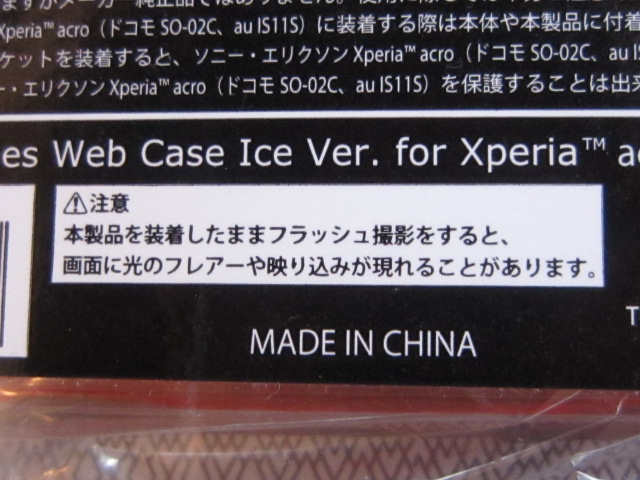 Xperia™ acro（ドコモ SO-02C、au IS11S）に装着する際は本体や本製品に付着
ケットを装着すると、ソニー・エリクソン Xperia™ acro（ドコモ SO-02C、au IS
ー・エリクソン Xperia™ acro（ドコモ SO-02C、au IS11S）を保護することは出来
es Web Case Ice Ver. for Xperia™ ac
⚠注意
本製品を装着したままフラッシュ撮影をすると、
画面に光のフレアーや映り込みが現れることがあります。
MADE IN CHINA